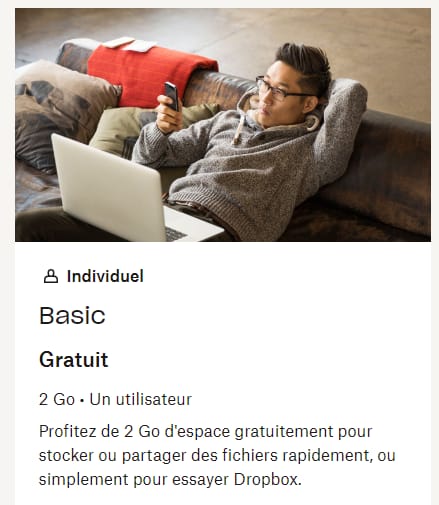 Individuel
Basic
Gratuit
2 Go • Un utilisateur
Profitez de 2 Go d'espace gratuitement pour
stocker ou partager des fichiers rapidement, ou
simplement pour essayer Dropbox.